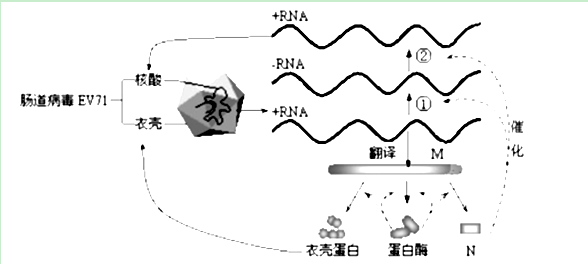 +RNA
②
核酸
-RNA
肠道病毒 EV71
①
衣壳
+RNA
催化
翻译 M
衣壳蛋白 蛋白酶 N